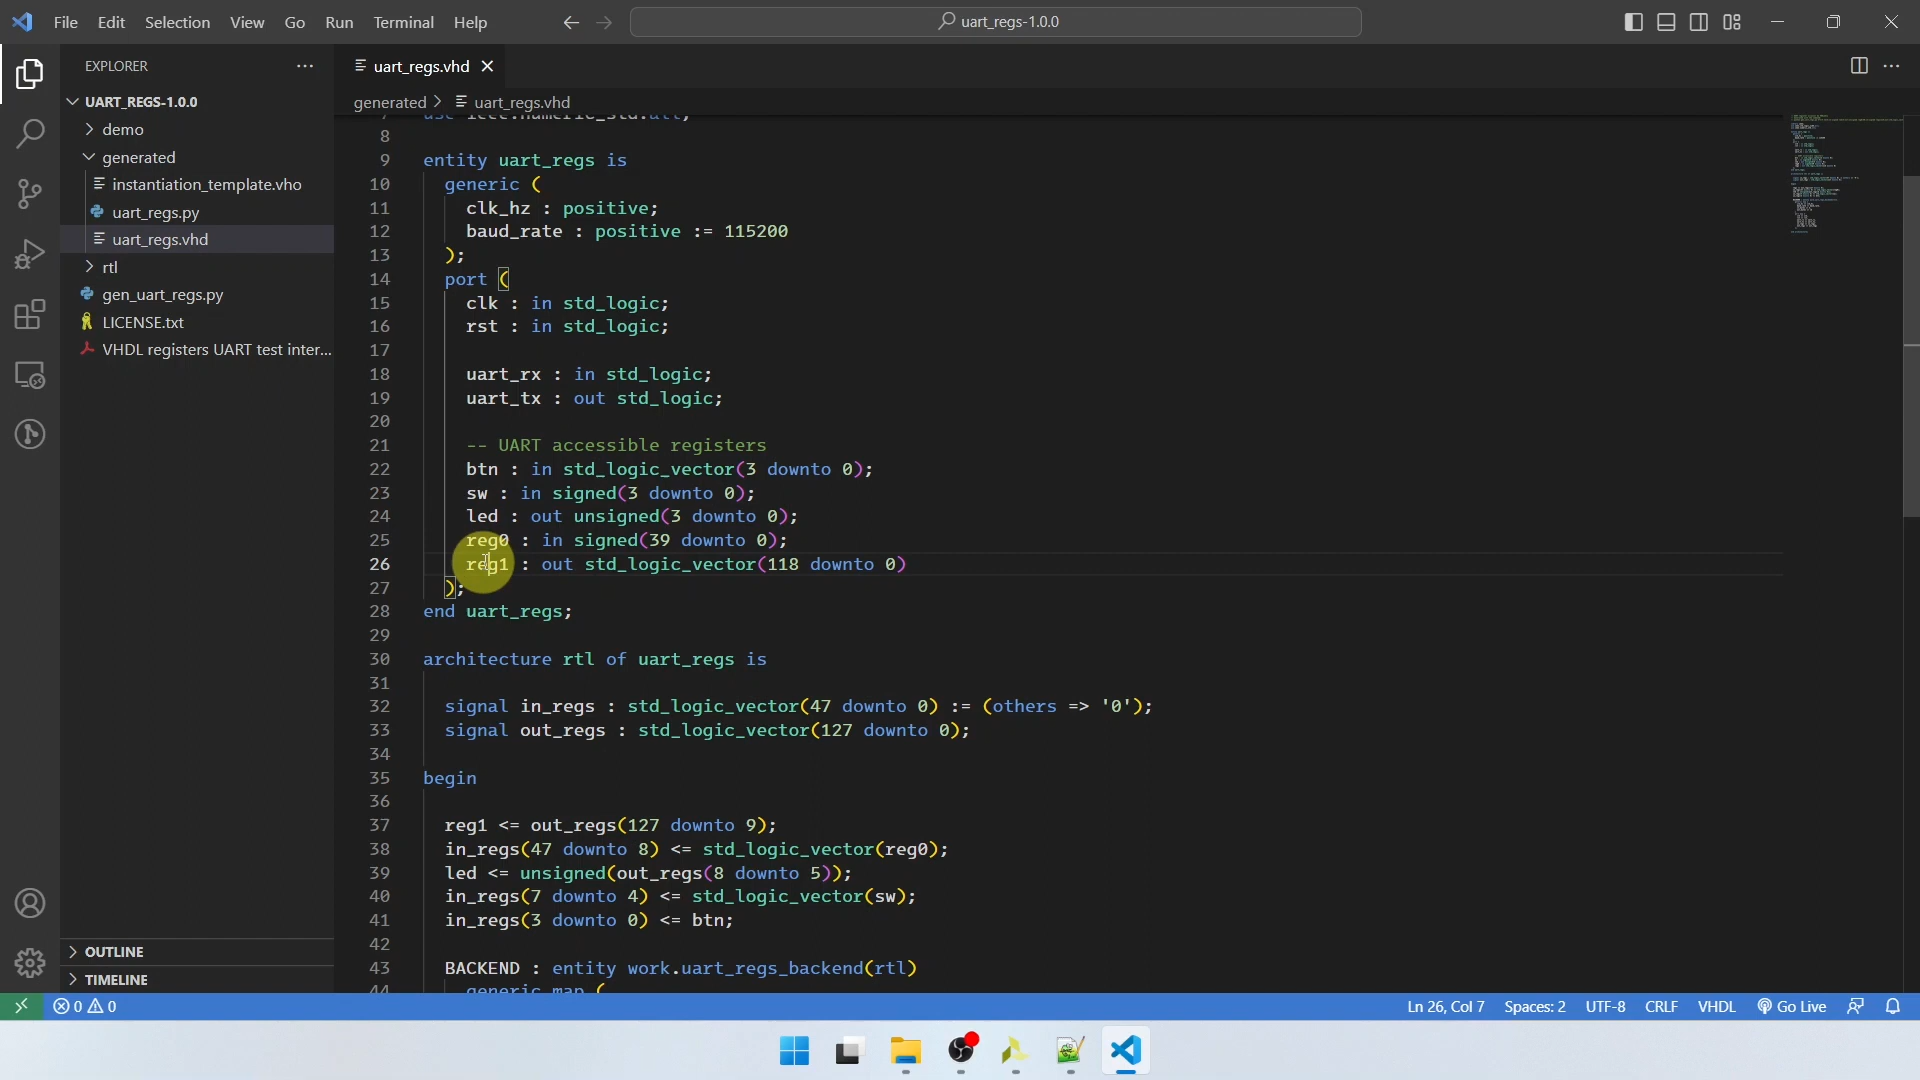 File Edit Selection View Go Run Terminal Help
uart_regs-1.0.0
EXPLORER
UART_REGS-1.0.0
demo
generated
instantiation_template.vho
uart_regs.py
uart_regs.vhd
rtl
gen_uart_regs.py
LICENSE.txt
VHDL registers UART test inter...
OUTLINE
TIMELINE
uart_regs.vhd
generated > uart_regs.vhd
7 use ieee.numeric_std.all;
8
9 entity uart_regs is
10 generic (
11 clk_hz : positive;
12 baud_rate : positive := 115200
13 );
14 port (
15 clk : in std_logic;
16 rst : in std_logic;
17
18 uart_rx : in std_logic;
19 uart_tx : out std_logic;
20
21 -- UART accessible registers
22 btn : in std_logic_vector(3 downto 0);
23 sw : in signed(3 downto 0);
24 led : out unsigned(3 downto 0);
25 reg0 : in signed(39 downto 0);
26 reg1 : out std_logic_vector(118 downto 0)
27 );
28 end uart_regs;
29
30 architecture rtl of uart_regs is
31
32 signal in_regs : std_logic_vector(47 downto 0) := (others => '0');
33 signal out_regs : std_logic_vector(127 downto 0);
34
35 begin
36
37 reg1 <= out_regs(127 downto 9);
38 in_regs(47 downto 8) <= std_logic_vector(reg0);
39 led <= unsigned(out_regs(8 downto 5));
40 in_regs(7 downto 4) <= std_logic_vector(sw);
41 in_regs(3 downto 0) <= btn;
42
43 BACKEND : entity work.uart_regs_backend(rtl)
44 generic map (
0 0
Ln 26, Col 7 Spaces: 2 UTF-8 CRLF VHDL Go Live